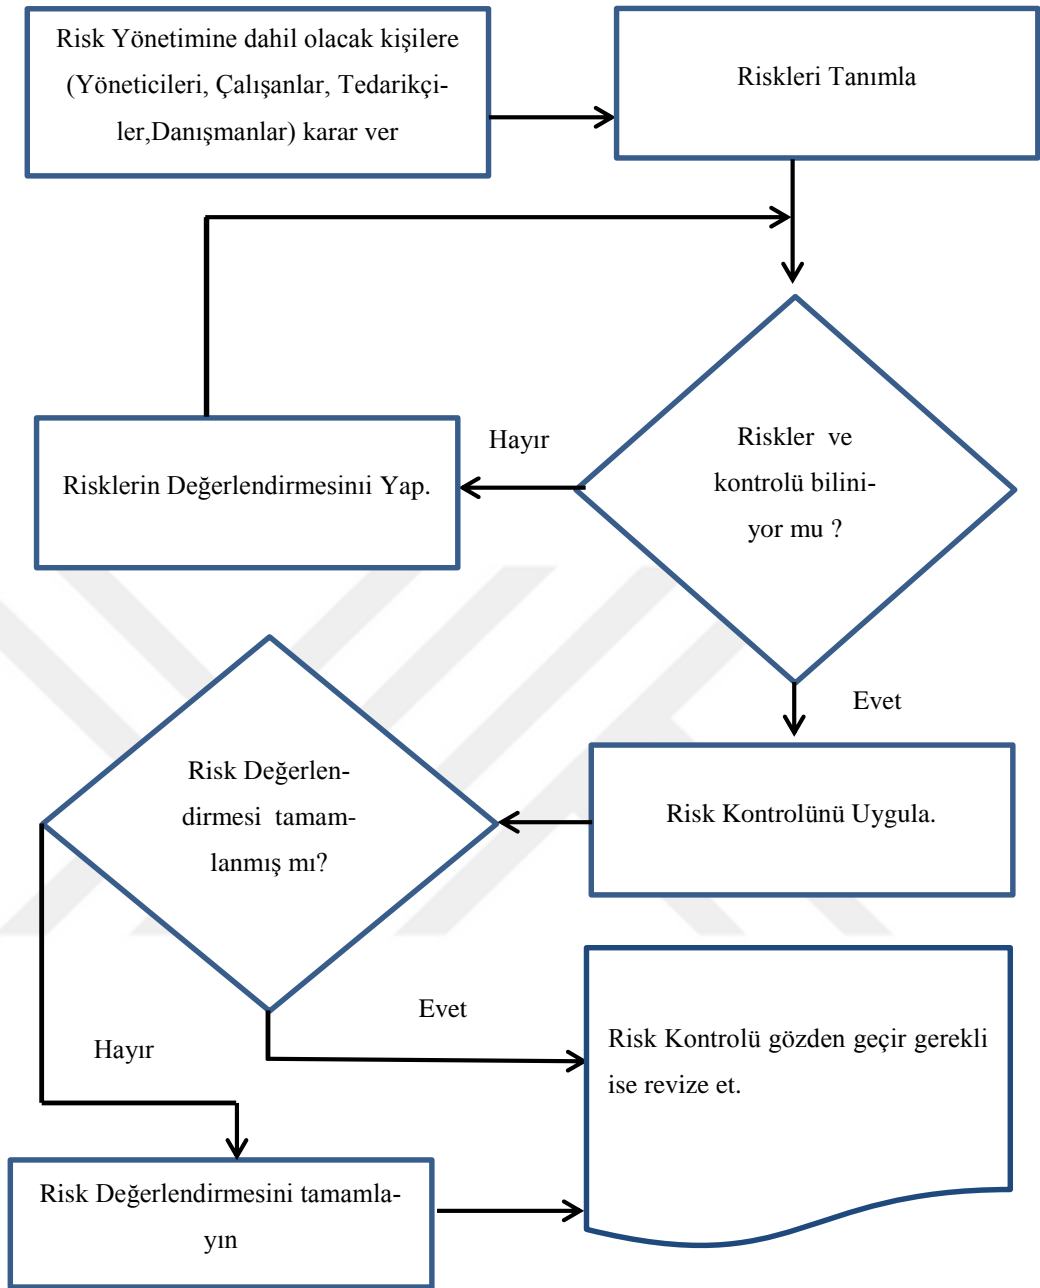 Risk Yönetimine dahil olacak kişilere
(Yöneticileri, Çalışanlar, Tedarikçi-
ler,Danışmanlar) karar ver
Riskleri Tanımla
Hayır
Riskler ve
kontrolü bilini-
yor mu ?
Risklerin Değerlendirmesinıi Yap.
Evet
Risk Değerlen-
dirmesi tamam-
lanmış mı?
Risk Kontrolünü Uygula.
Evet
Hayır
Risk Kontrolü gözden geçir gerekli
ise revize et.
Risk Değerlendirmesini tamamla-
yın